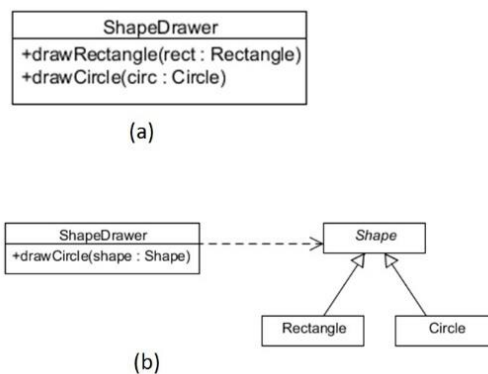 ShapeDrawer
+drawRectangle(rect : Rectangle)
+drawCircle(circ : Circle)
(a)
ShapeDrawer
+drawCircle(shape : Shape)
Shape
Rectangle
Circle
(b)